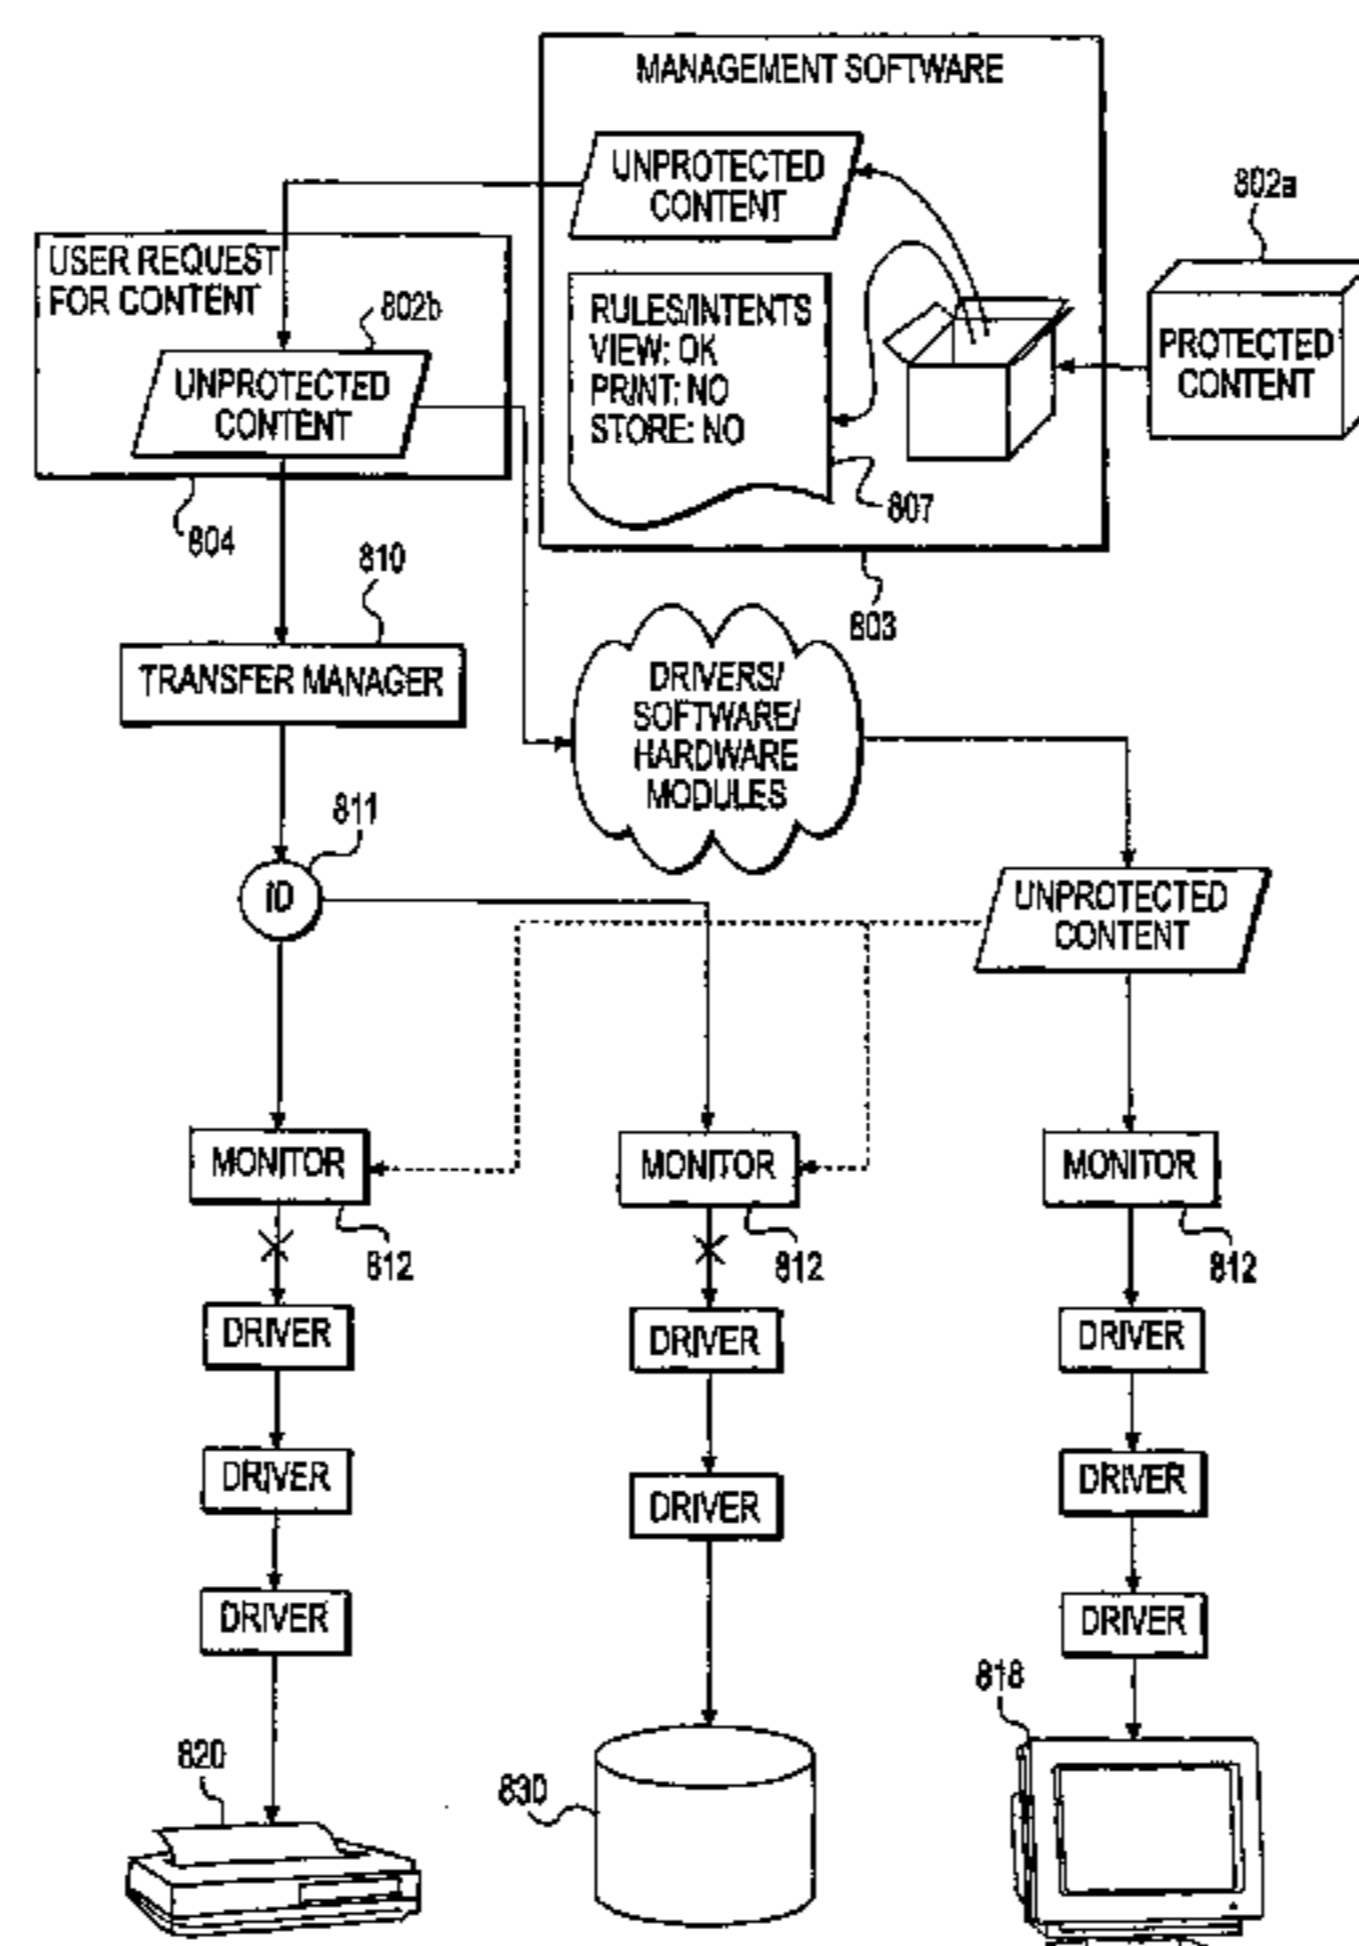 MANAGEMENT SOFTWARE
UNPROTECTED
CONTENT
802a
USER REQUEST
FOR CONTENT
802b
RULES/INTENTS
VIEW: OK
PRINT: NO
STORE: NO
PROTECTED
CONTENT
UNPROTECTED
CONTENT
807
804
810
803
TRANSFER MANAGER
DRIVERS/
SOFTWARE/
HARDWARE
MODULES
811
ID
UNPROTECTED
CONTENT
MONITOR
MONITOR
MONITOR
812
812
812
DRIVER
DRIVER
DRIVER
DRIVER
DRIVER
DRIVER
DRIVER
DRIVER
818
820
830